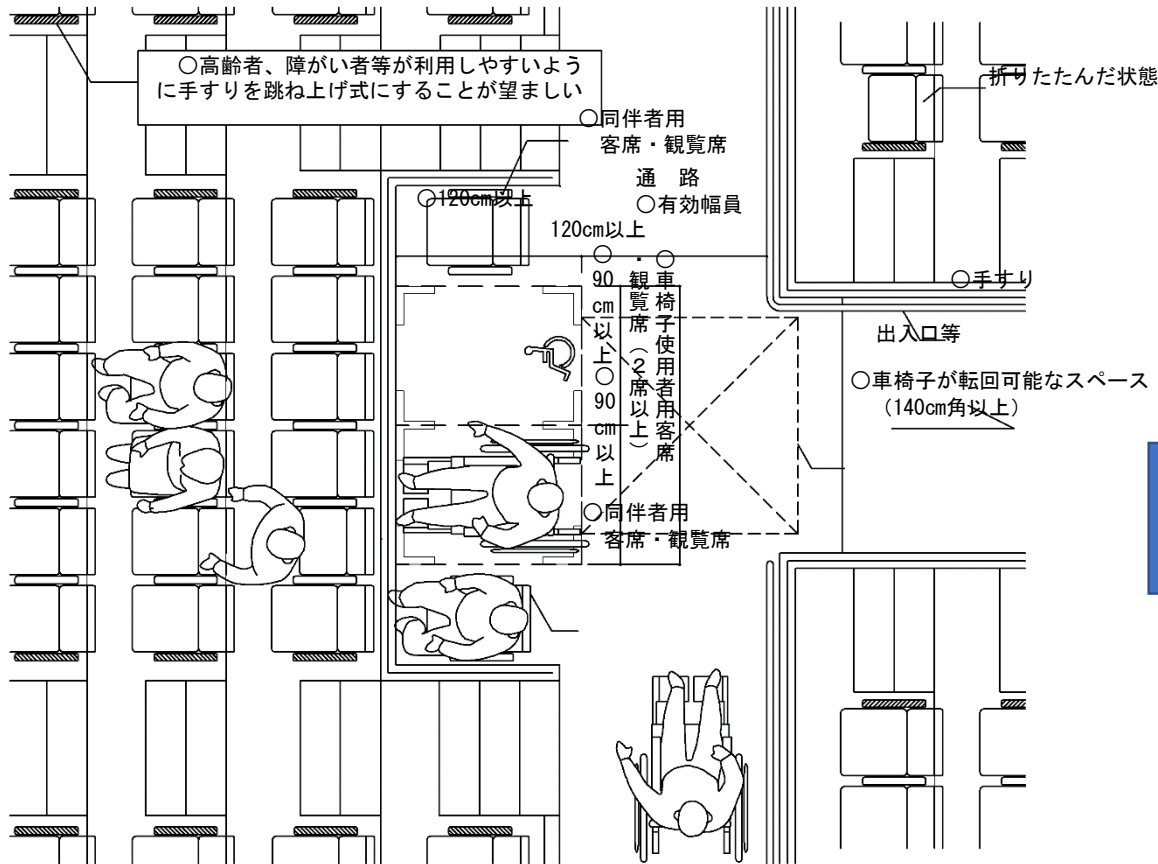 ○高齢者、障がい者等が利用しやすいよう
に手すりを跳ね上げ式にすることが望ましい
折りたたんだ状態
○同伴者用
客席・観覧席
通 路
○有効幅員
○120cm以上
120cm以上
○車椅子使用者用客席
・観覧席(2席以上)
○90cm以上○90cm以上
○手すり
出入口等
○車椅子が転回可能なスペース
(140cm角以上)
○同伴者用
客席・観覧席